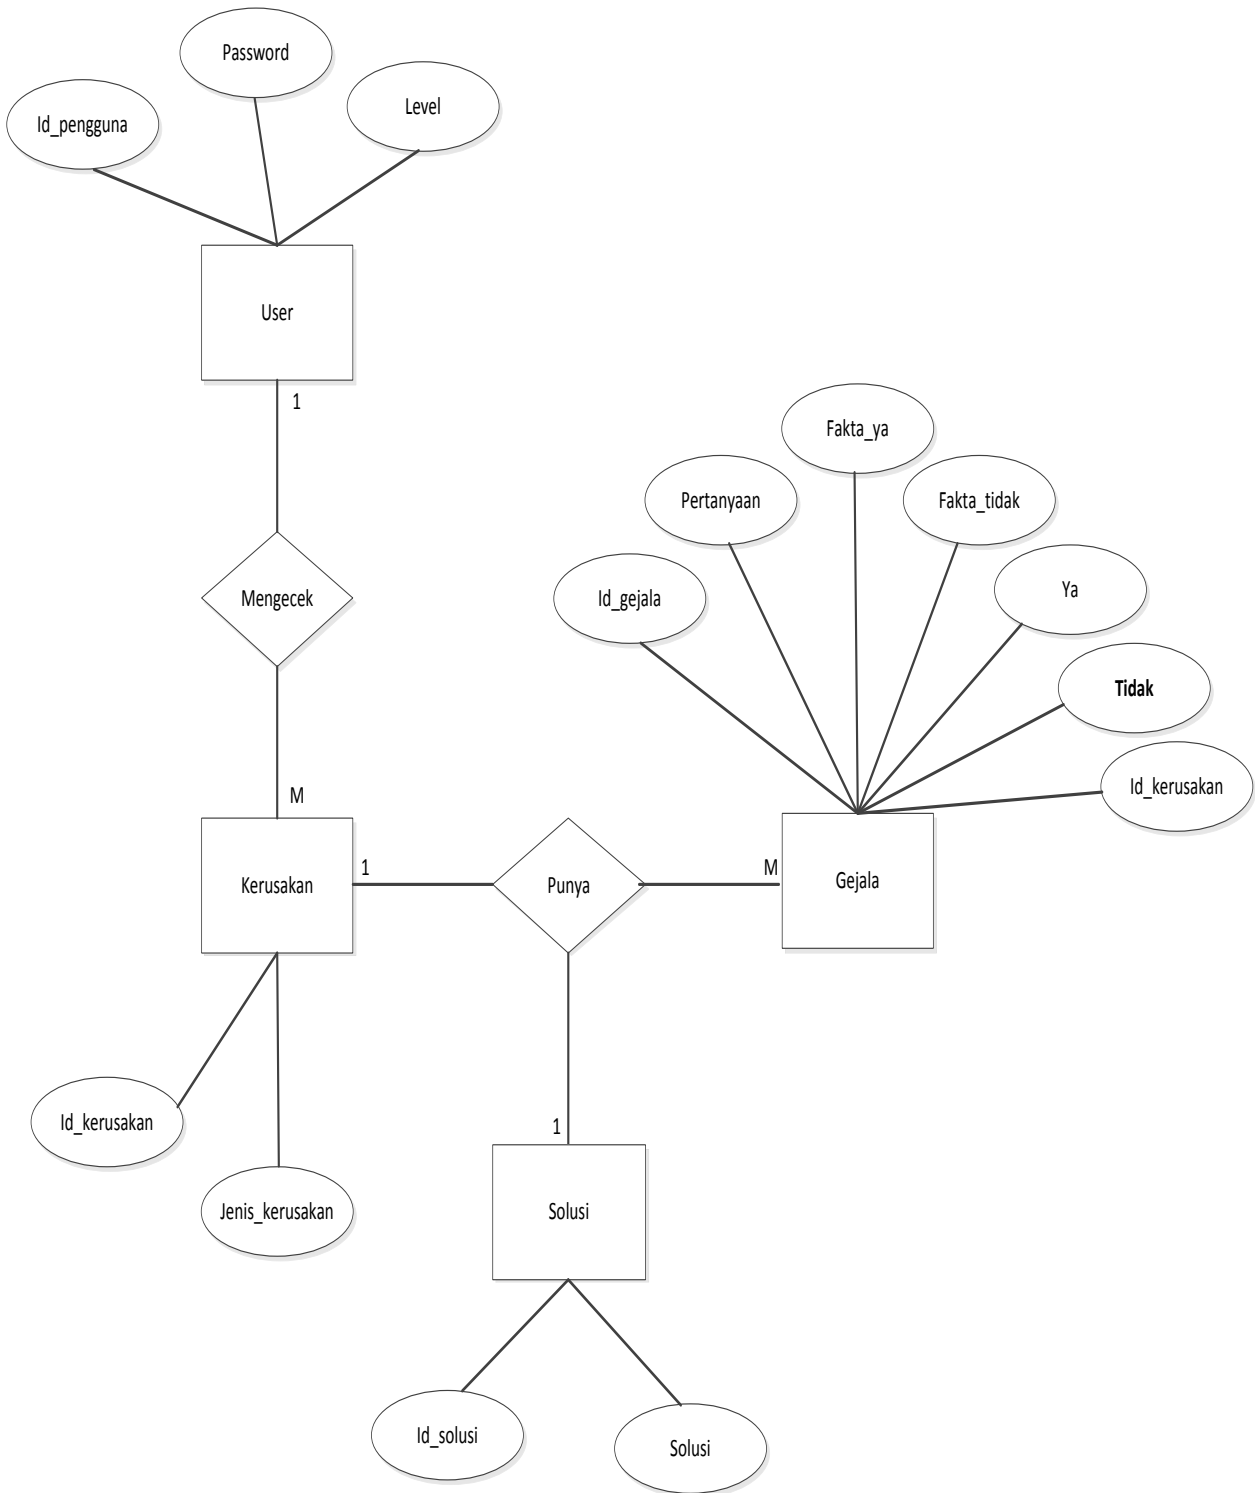 Password
Level
Id_pengguna
User
1
Fakta_ya
Pertanyaan
Fakta_tidak
Ya
Mengecek
Id_gejala
Tidak
Id_kerusakan
M
Kerusakan
1
Punya
M
Gejala
Id_kerusakan
1
Jenis_kerusakan
Solusi
Id_solusi
Solusi